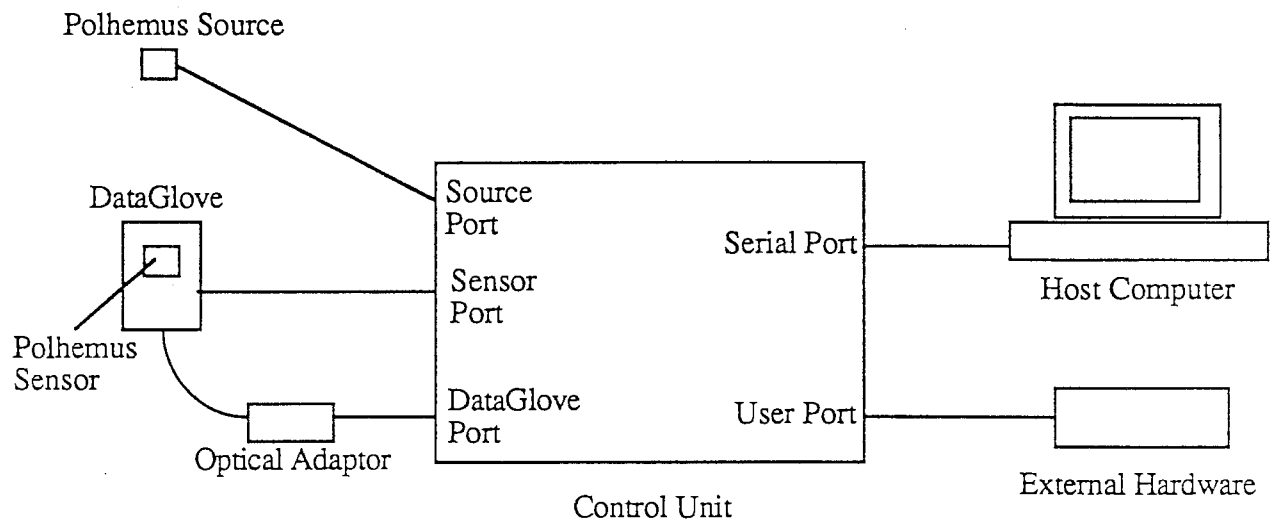 Polhemus Source
DataGlove
Source
Port
Serial Port
Sensor
Port
Host Computer
Polhemus
Sensor
DataGlove
Port
User Port
Optical Adaptor
External Hardware
Control Unit